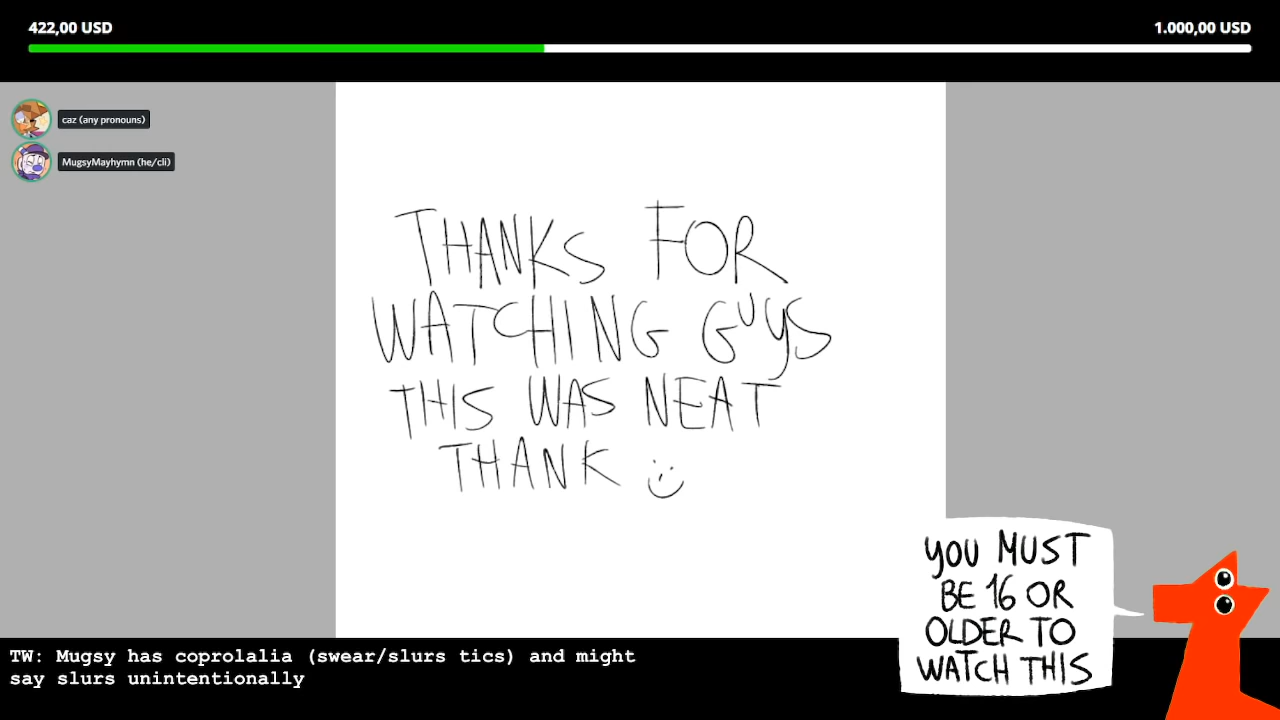 422,00 USD
1.000,00 USD
caz (any pronouns)
MugsyMayhymn (he/cli)
THANKS FOR
WATCHING GUYS
THIS WAS NEAT
THANK :)
YOU MUST
BE 16 OR
OLDER TO
WATCH THIS
TW: Mugsy has coprolalia (swear/slurs tics) and might
say slurs unintentionally